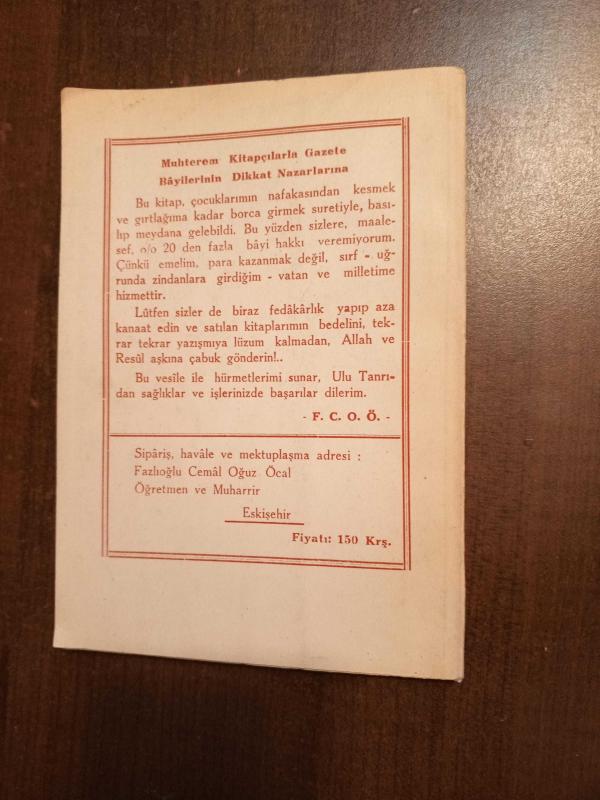 Muhterem Kitapçılarla Gazete
Bâyilerinin Dikkat Nazarlarına
Bu kitap, çocuklarımın nafakasından kesmek
ve gırtlağıma kadar borca girmek suretiyle, bası-
lıp meydana gelebildi. Bu yüzden sizlere, maale-
sef, o/o 20 den fazla bâyi hakkı veremiyorum.
Çünkü emelim, para kazanmak değil, sırf - uğ-
runda zindanlara girdiğim - vatan ve milletime
hizmettir.
Lûtfen sizler de biraz fedâkârlık yapıp aza
kanaat edin ve satılan kitaplarımın bedelini, tek-
rar tekrar yazışmıya lüzum kalmadan, Allah ve
Resûl aşkına çabuk gönderin!..
Bu vesîle ile hürmetlerimi sunar, Ulu Tanrı-
dan sağlıklar ve işlerinizde başarılar dilerim.
- F. C. O. Ö. -
Sipâriş, havâle ve mektuplaşma adresi :
Fazlıoğlu Cemâl Oğuz Öcal
Öğretmen ve Muharrir
Eskişehir
Fiyatı: 150 Krş.